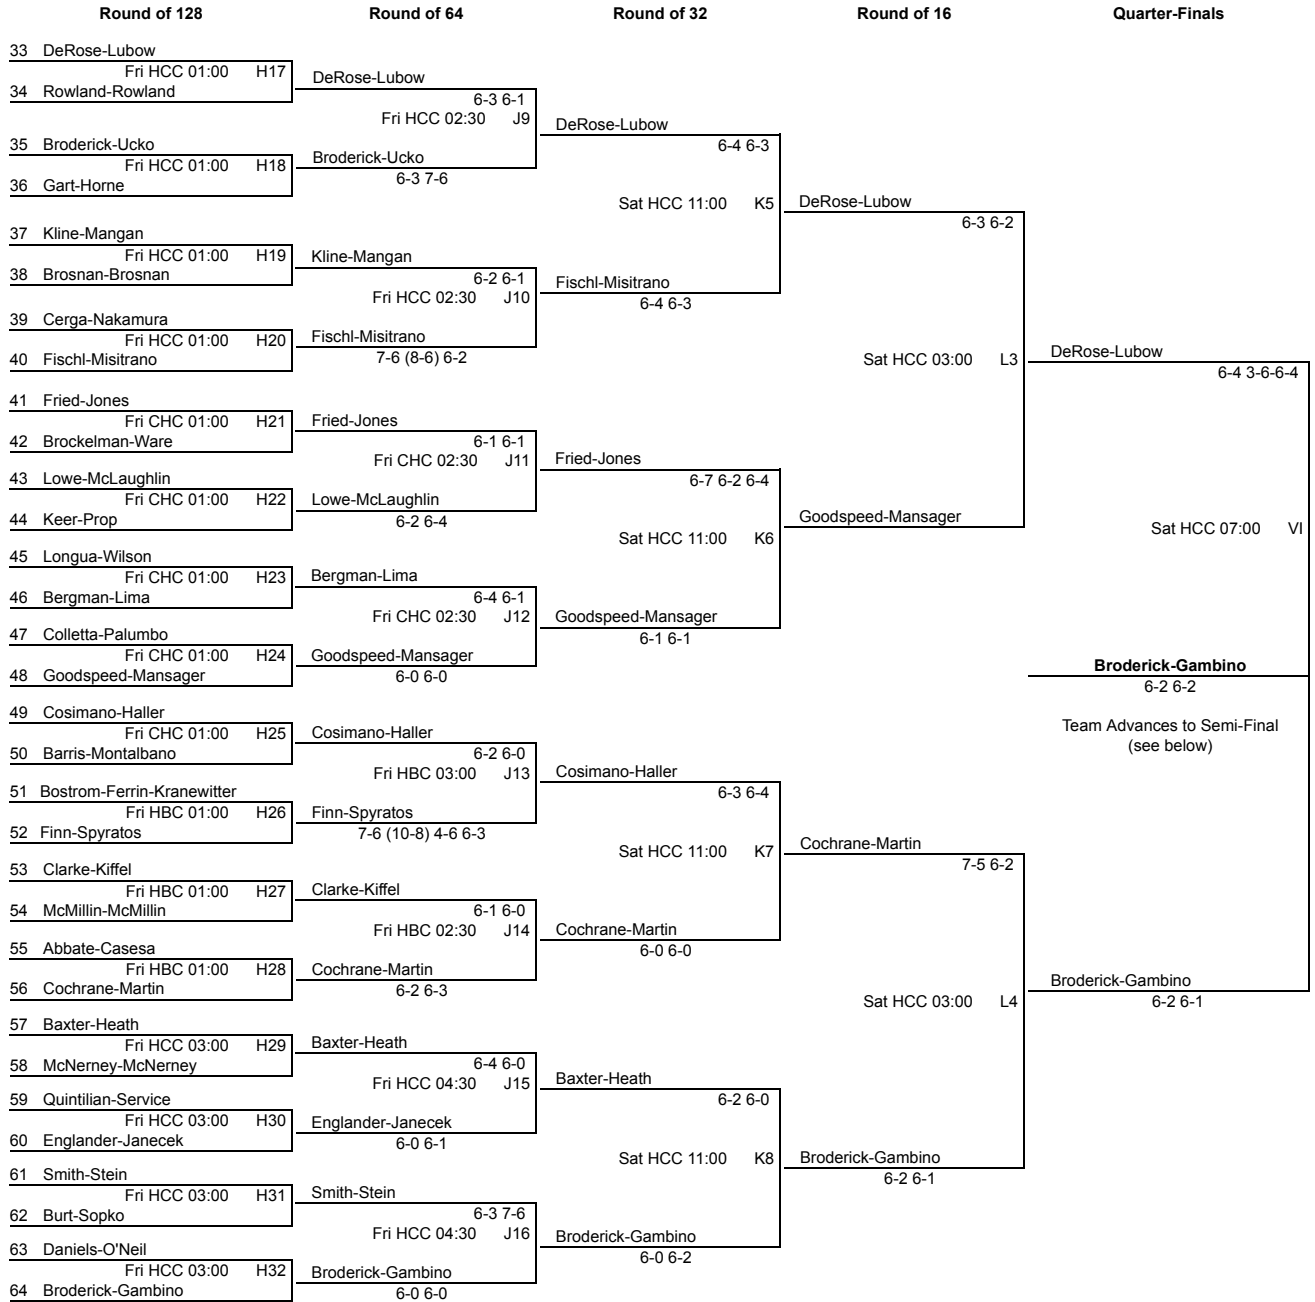 Round of 128 Round of 64 Round of 32 Round of 16 Quarter-Finals
33 DeRose-Lubow
Fri HCC 01:00 H17
34 Rowland-Rowland
35 Broderick-Ucko
Fri HCC 01:00 H18
36 Gart-Horne
37 Kline-Mangan
Fri HCC 01:00 H19
38 Brosnan-Brosnan
39 Cerga-Nakamura
Fri HCC 01:00 H20
40 Fischl-Misitrano
41 Fried-Jones
Fri CHC 01:00 H21
42 Brockelman-Ware
43 Lowe-McLaughlin
Fri CHC 01:00 H22
44 Keer-Prop
45 Longua-Wilson
Fri CHC 01:00 H23
46 Bergman-Lima
47 Colletta-Palumbo
Fri CHC 01:00 H24
48 Goodspeed-Mansager
49 Cosimano-Haller
Fri CHC 01:00 H25
50 Barris-Montalbano
51 Bostrom-Ferrin-Kranewitter
Fri HBC 01:00 H26
52 Finn-Spyratos
53 Clarke-Kiffel
Fri HBC 01:00 H27
54 McMillin-McMillin
55 Abbate-Casesa
Fri HBC 01:00 H28
56 Cochrane-Martin
57 Baxter-Heath
Fri HCC 03:00 H29
58 McNerney-McNerney
59 Quintilian-Service
Fri HCC 03:00 H30
60 Englander-Janecek
61 Smith-Stein
Fri HCC 03:00 H31
62 Burt-Sopko
63 Daniels-O'Neil
Fri HCC 03:00 H32
64 Broderick-Gambino
DeRose-Lubow
6-3 6-1
Fri HCC 02:30 J9
Broderick-Ucko
6-3 7-6
Kline-Mangan
6-2 6-1
Fri HCC 02:30 J10
Fischl-Misitrano
7-6 (8-6) 6-2
Fried-Jones
6-1 6-1
Fri CHC 02:30 J11
Lowe-McLaughlin
6-2 6-4
Bergman-Lima
6-4 6-1
Fri CHC 02:30 J12
Goodspeed-Mansager
6-0 6-0
Cosimano-Haller
6-2 6-0
Fri HBC 03:00 J13
Finn-Spyratos
7-6 (10-8) 4-6 6-3
Clarke-Kiffel
6-1 6-0
Fri HBC 02:30 J14
Cochrane-Martin
6-2 6-3
Baxter-Heath
6-4 6-0
Fri HCC 04:30 J15
Englander-Janecek
6-0 6-1
Smith-Stein
6-3 7-6
Fri HCC 04:30 J16
Broderick-Gambino
6-0 6-0
DeRose-Lubow
6-4 6-3
Sat HCC 11:00 K5
Fischl-Misitrano
6-4 6-3
Fried-Jones
6-7 6-2 6-4
Sat HCC 11:00 K6
Goodspeed-Mansager
6-1 6-1
Cosimano-Haller
6-3 6-4
Sat HCC 11:00 K7
Cochrane-Martin
6-0 6-0
Baxter-Heath
6-2 6-0
Sat HCC 11:00 K8
Broderick-Gambino
6-0 6-2
DeRose-Lubow
6-3 6-2
Sat HCC 03:00 L3
Goodspeed-Mansager
Cochrane-Martin
7-5 6-2
Sat HCC 03:00 L4
Broderick-Gambino
6-2 6-1
DeRose-Lubow
6-4 3-6-6-4
Sat HCC 07:00 VI
Broderick-Gambino
6-2 6-2
Team Advances to Semi-Final
(see below)
Broderick-Gambino
6-2 6-1